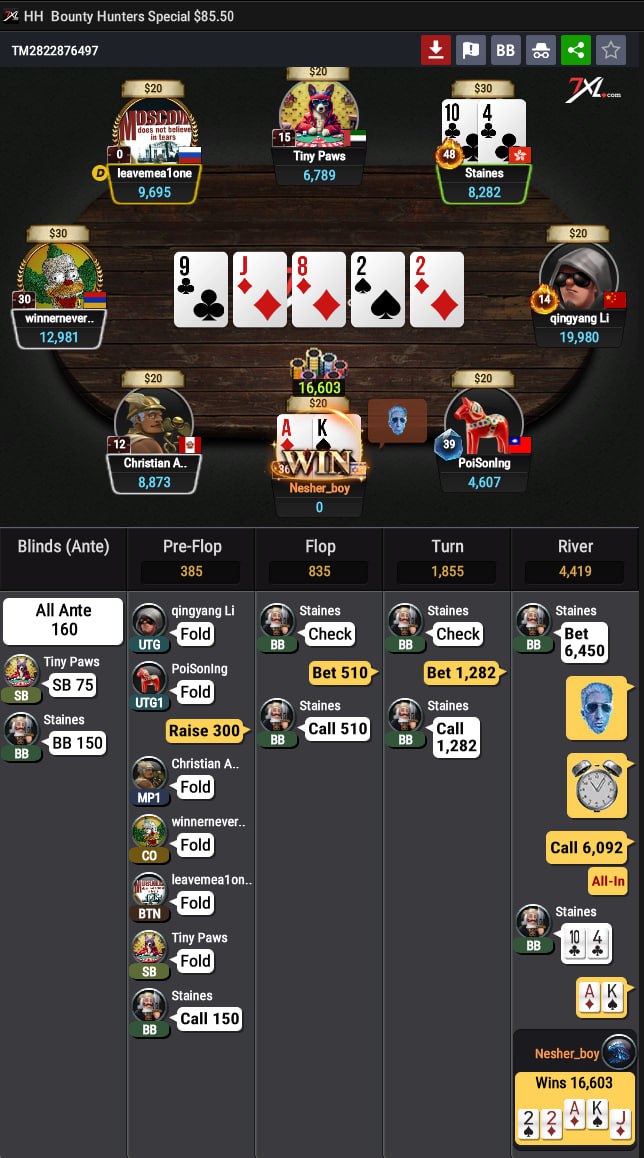 HH Bounty Hunters Special $85.50
TM2822876497
BB
7XL.com
$20
$20
$30
MOSCOW
does not believe
in tears
10 4
0
15
48
D
leavemea1one
9,695
Tiny Paws
6,789
Staines
8,282
$30
$20
30
14
winnernever..
12,981
qingyang Li
19,980
9 J 8 2 2
16,603
$20
$20
$20
12
A K
WIN
39
Christian A..
8,873
Nesher_boy
0
PoiSonIng
4,607
Blinds (Ante)
Pre-Flop
385
Flop
835
Turn
1,855
River
4,419
All Ante
160
Tiny Paws
SB 75
SB
Staines
BB 150
BB
qingyang Li
Fold
UTG
PoiSonIng
Fold
UTG1
Raise 300
Christian A..
Fold
MP1
winnernever..
Fold
CO
leavemea1on..
Fold
BTN
Tiny Paws
Fold
SB
Staines
Call 150
BB
Staines
Check
BB
Bet 510
Staines
Call 510
BB
Staines
Check
BB
Bet 1,282
Staines
Call
1,282
BB
Staines
Bet
6,450
BB
Call 6,092
All-In
Staines
10 4
BB
A K
Nesher_boy
Wins 16,603
2 2 A K J